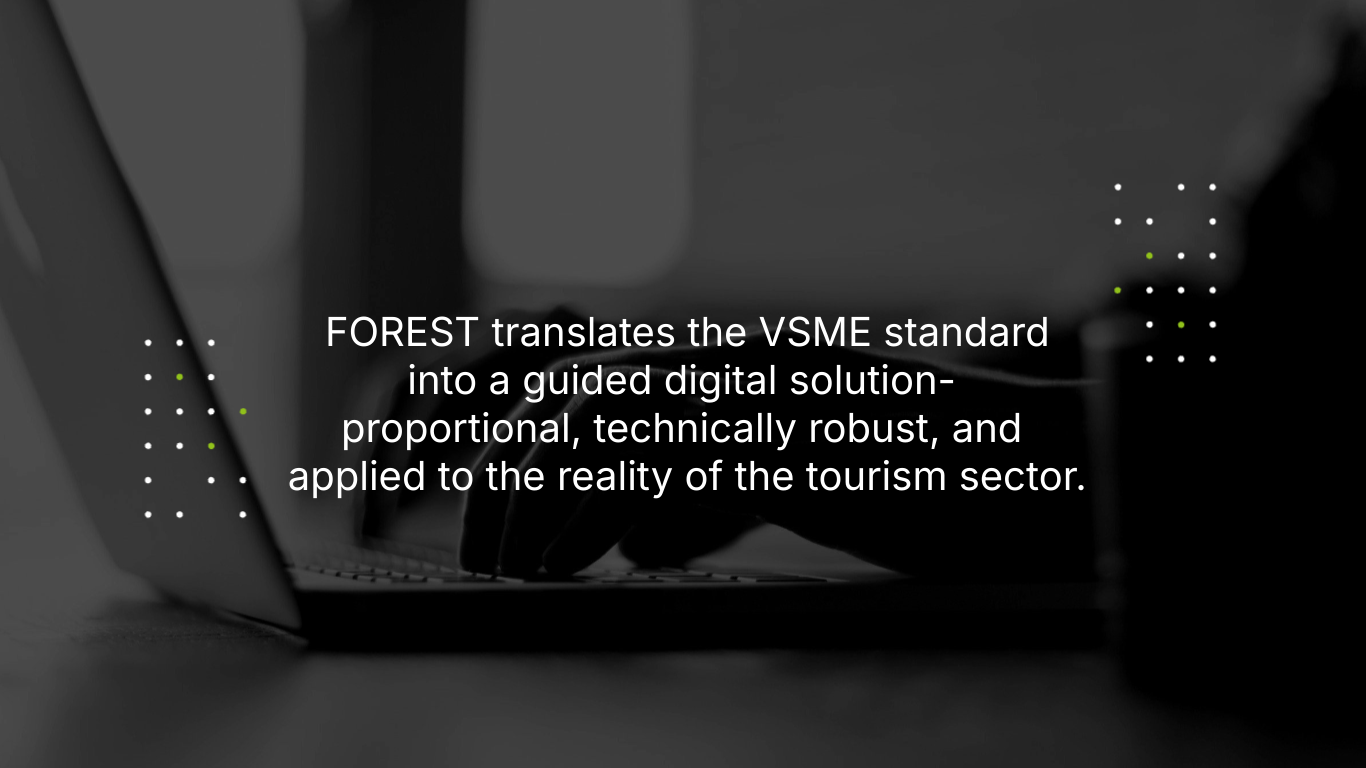 FOREST translates the VSME standard
into a guided digital solution-
proportional, technically robust, and
applied to the reality of the tourism sector.